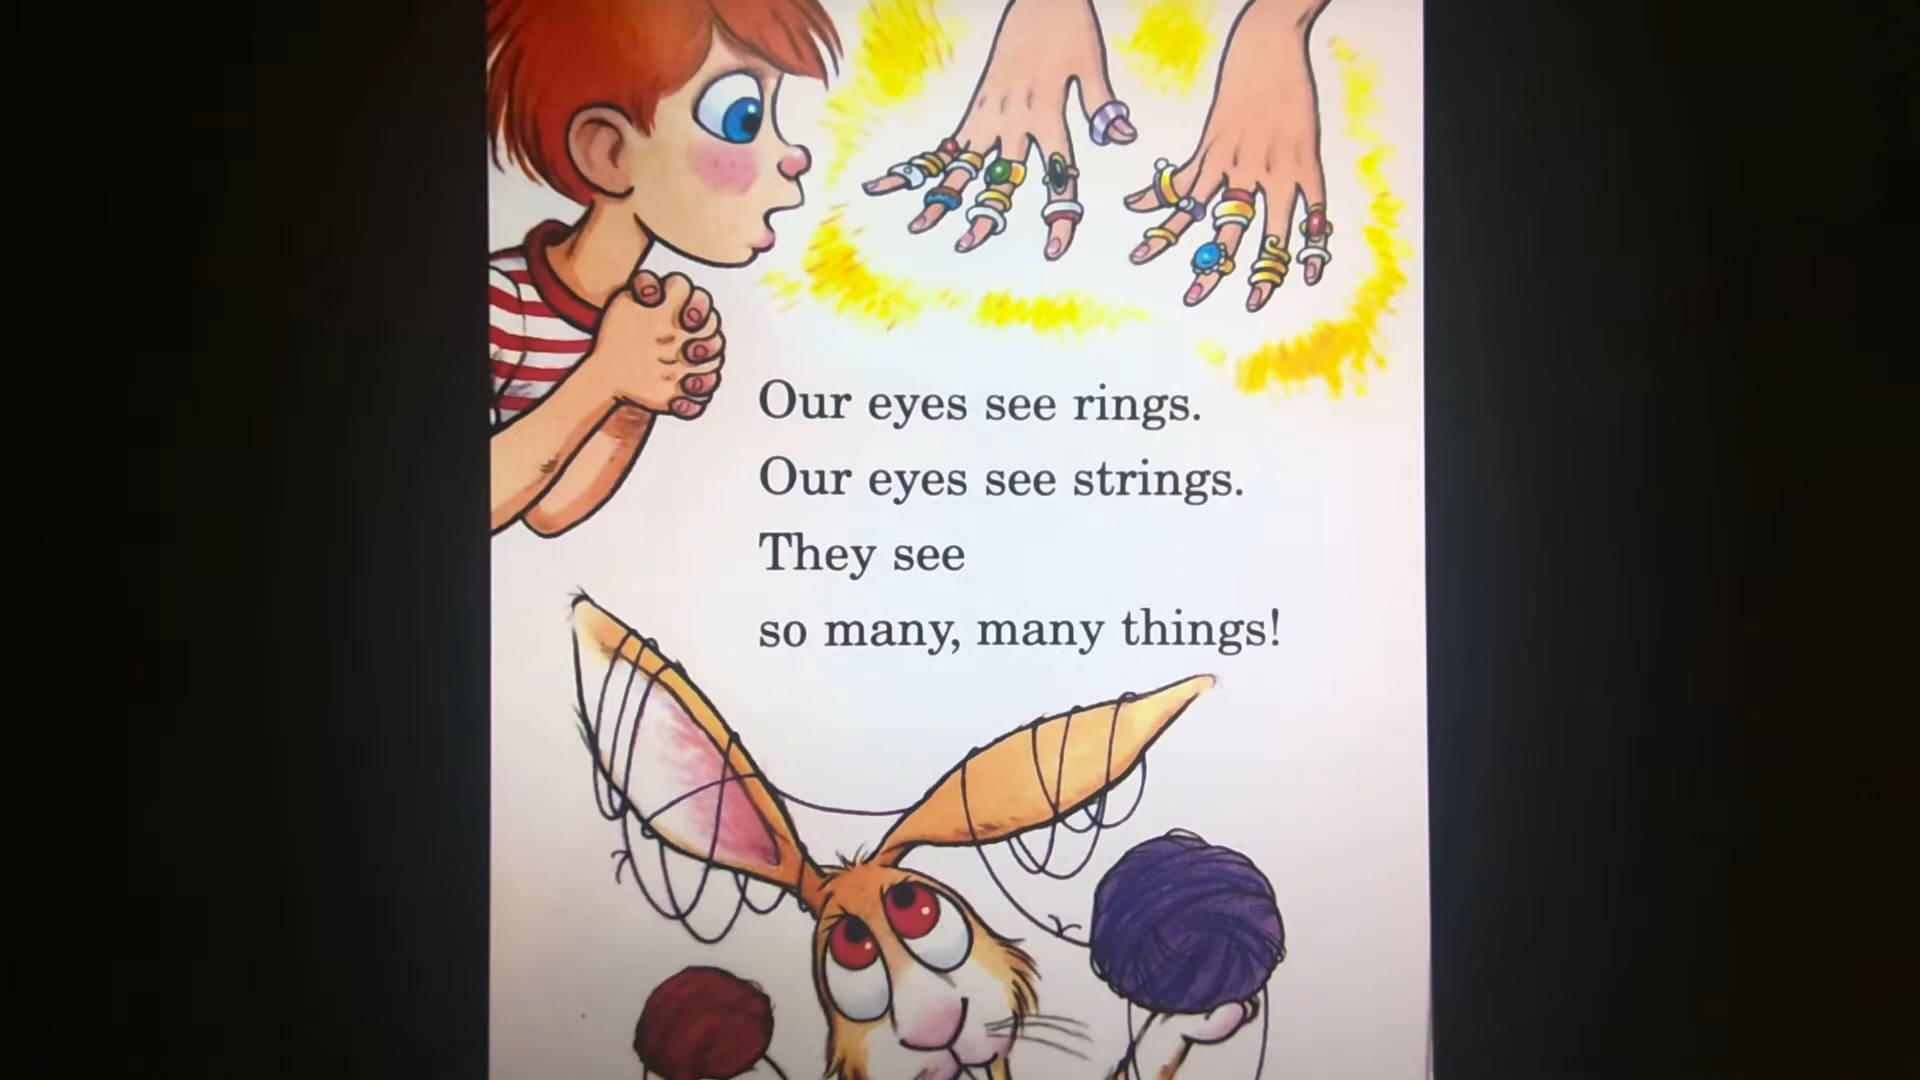 Our eyes see rings.
Our eyes see strings.
They see
so many, many things!